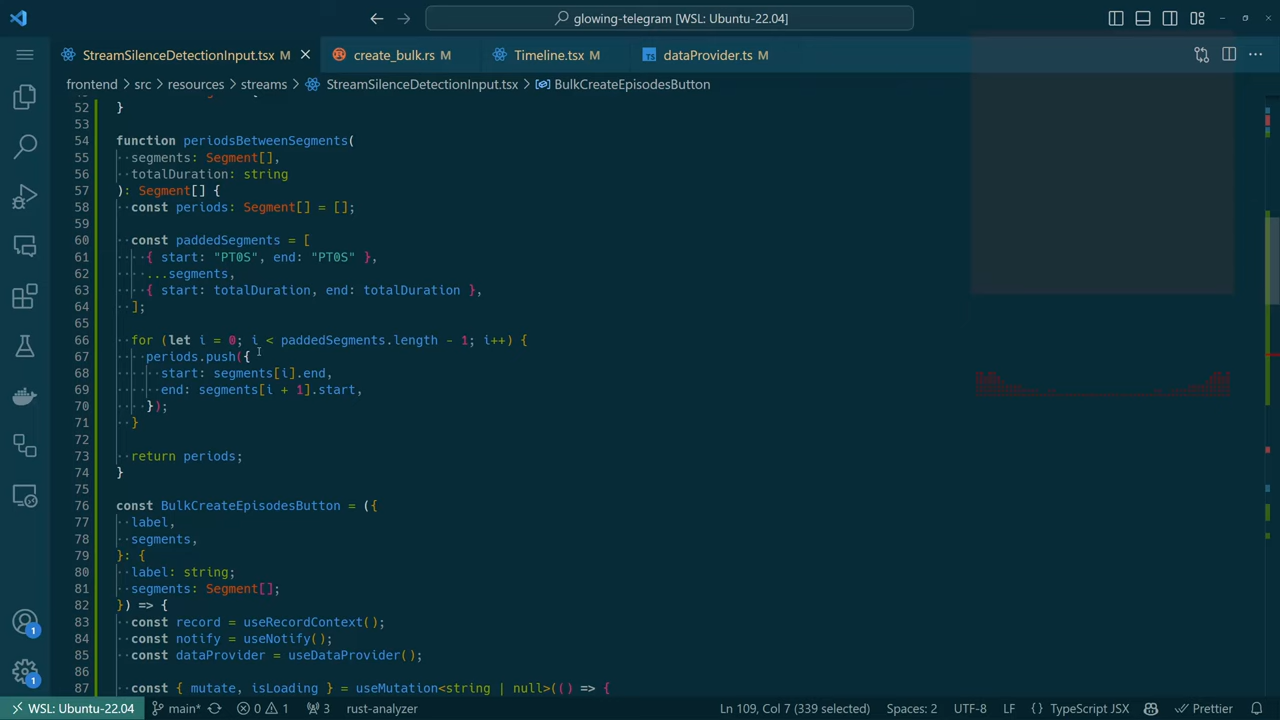 glowing-telegram [WSL: Ubuntu-22.04]
StreamSilenceDetectionInput.tsx M
create_bulk.rs M
Timeline.tsx M
dataProvider.ts M
frontend > src > resources > streams > StreamSilenceDetectionInput.tsx > BulkCreateEpisodesButton
52 }
53
54 function periodsBetweenSegments(
55 segments: Segment[],
56 totalDuration: string
57 ): Segment[] {
58 const periods: Segment[] = [];
59
60 const paddedSegments = [
61 { start: "PT0S", end: "PT0S" },
62 ...segments,
63 { start: totalDuration, end: totalDuration },
64 ];
65
66 for (let i = 0; i < paddedSegments.length - 1; i++) {
67 periods.push({
68 start: segments[i].end,
69 end: segments[i + 1].start,
70 });
71 }
72
73 return periods;
74 }
75
76 const BulkCreateEpisodesButton = ({
77 label,
78 segments,
79 }: {
80 label: string;
81 segments: Segment[];
82 }) => {
83 const record = useRecordContext();
84 const notify = useNotify();
85 const dataProvider = useDataProvider();
86
87 const { mutate, isLoading } = useMutation<string | null>(() => {
1
1
WSL: Ubuntu-22.04 main* 0 1 3 rust-analyzer Ln 109, Col 7 (339 selected) Spaces: 2 UTF-8 LF {} TypeScript JSX Prettier